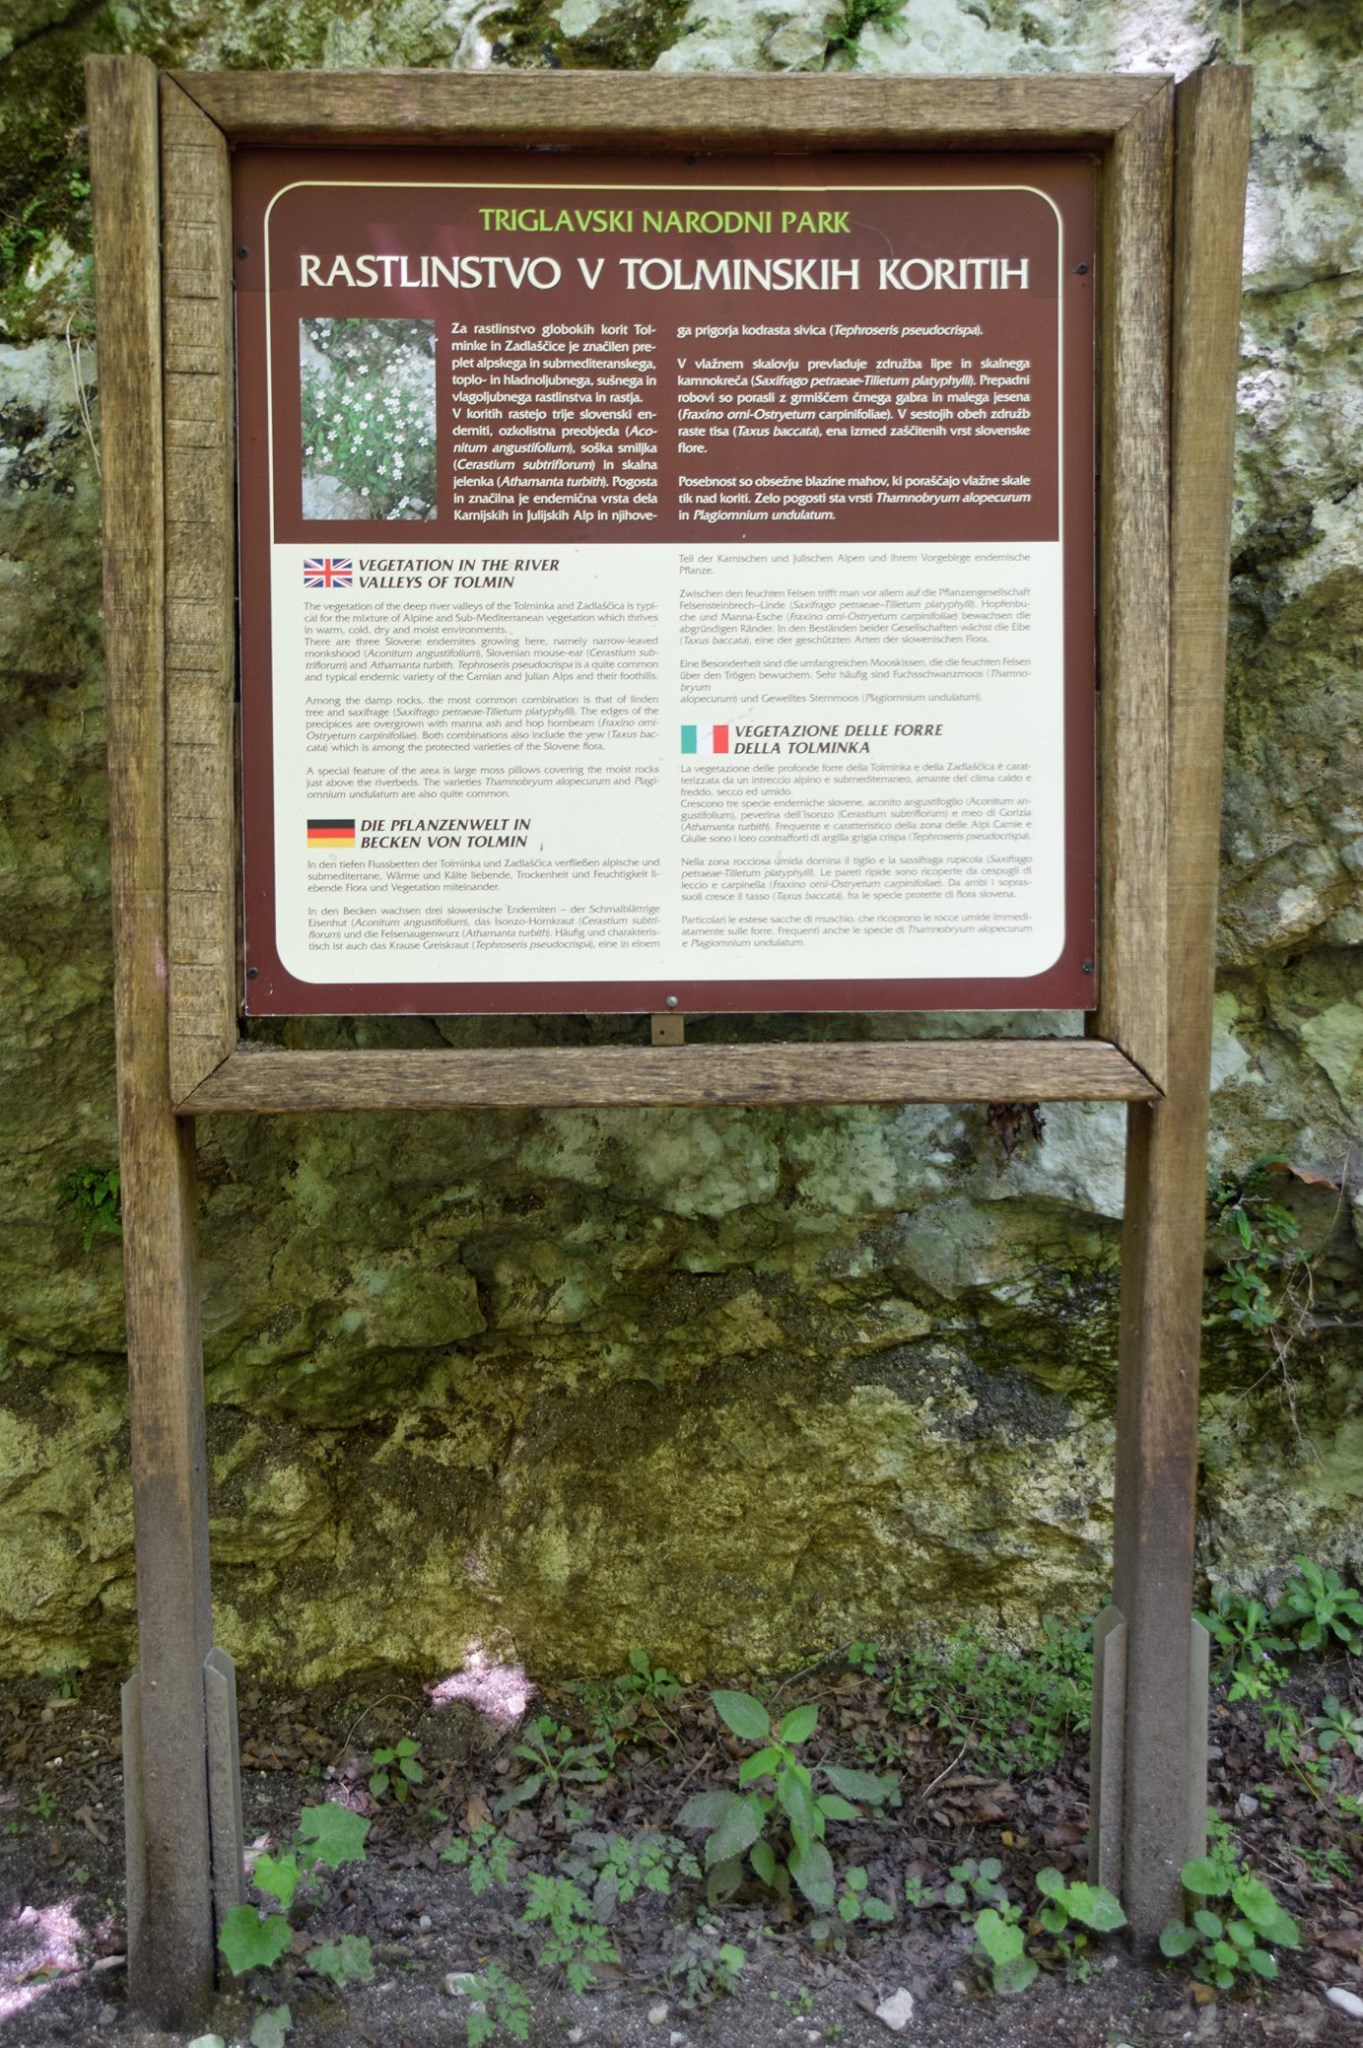 TRIGLAVSKI NARODNI PARK
RASTLINSTVO V TOLMINSKIH KORITIH
Za rastlinstvo globokih korit Tol-
minke in Zadlaščice je značilen pre-
plet alpskega in submediteranskega,
toplo- in hladnoljubnega, sušnega in
vlagoljubnega rastlinstva in rastja.
V koritih rastejo trije slovenski en-
demiti, ozkolistna preobjeda (Aco-
nitum angustifolium), soška smiljka
(Cerastium subtriflorum) in skalna
jelenka (Athamanta turbith). Pogosta
in značilna je endemična vrsta dela
Karnijskih in Julijskih Alp in njihove-
ga prigorja kodrasta sivica (Tephroseris pseudocrispa).
V vlažnem skalovju prevladuje združba lipe in skalnega
kamnokreča (Saxifrago petraeae-Tilietum platyphylli). Prepadni
robovi so porasli z grmiščem črnega gabra in malega jesena
(Fraxino orni-Ostryetum carpinifoliae). V sestojih obeh združb
raste tisa (Taxus baccata), ena izmed zaščitenih vrst slovenske
flore.
Posebnost so obsežne blazine mahov, ki poraščajo vlažne skale
tik nad koriti. Zelo pogosti sta vrsti Thamnobryum alopecurum
in Plagiomnium undulatum.
VEGETATION IN THE RIVER
VALLEYS OF TOLMIN
The vegetation of the deep river valleys of the Tolminka and Zadlaščica is typi-
cal for the mixture of Alpine and Sub-Mediterranean vegetation which thrives
in warm, cold, dry and moist environments.
There are three Slovene endemites growing here, namely narrow-leaved
monkshood (Aconitum angustifolium), Slovenian mouse-ear (Cerastium sub-
triflorum) and Athamanta turbith. Tephroseris pseudocrispa is a quite common
and typical endemic variety of the Carnian and Julian Alps and their foothills.
Among the damp rocks, the most common combination is that of linden
tree and saxifrage (Saxifrago petraeae-Tilietum platyphylli). The edges of the
precipices are overgrown with manna ash and hop hornbeam (Fraxino orni-
Ostryetum carpinifoliae). Both combinations also include the yew (Taxus bac-
cata) which is among the protected varieties of the Slovene flora.
A special feature of the area is large moss pillows covering the moist rocks
just above the riverbeds. The varieties Thamnobryum alopecurum and Plagi-
omnium undulatum are also quite common.
DIE PFLANZENWELT IN
BECKEN VON TOLMIN
In den tiefen Flussbetten der Tolminka und Zadlaščica verfließen alpische und
submediterrane, Wärme und Kälte liebende, Trockenheit und Feuchtigkeit li-
ebende Flora und Vegetation miteinander.
In den Becken wachsen drei slowenische Endemiten – der Schmalblättrige
Eisenhut (Aconitum angustifolium), das Isonzo-Hornkraut (Cerastium subtri-
florum) und die Felsenaugenwurz (Athamanta turbith). Häufig und charakteris-
tisch ist auch das Krause Greiskraut (Tephroseris pseudocrispa), eine in einem
Teil der Karnischen und Julischen Alpen und ihrem Vorgebirge endemische
Pflanze.
Zwischen den feuchten Felsen trifft man vor allem auf die Pflanzengesellschaft
Felsensteinbrech–Linde (Saxifrago petraeae–Tilietum platyphylli). Hopfenbu-
che und Manna-Esche (Fraxino orni-Ostryetum carpinifoliae) bewachsen die
abgründigen Ränder. In den Beständen beider Gesellschaften wächst die Eibe
(Taxus baccata), eine der geschützten Arten der slowenischen Flora.
Eine Besonderheit sind die umfangreichen Mooskissen, die die feuchten Felsen
über den Trögen bewuchern. Sehr häufig sind Fuchsschwanzmoos (Thamno-
bryum
alopecurum) und Gewelltes Sternmoos (Plagiomnium undulatum).
VEGETAZIONE DELLE FORRE
DELLA TOLMINKA
La vegetazione delle profonde forre della Tolminka e della Zadlaščica è carat-
terizzata da un intreccio alpino e submediterraneo, amante del clima caldo e
freddo, secco ed umido.
Crescono tre specie endemiche slovene, aconito angustifoglio (Aconitum an-
gustifolium), peverina dell'Isonzo (Cerastium subtriflorum) e meo di Gorizia
(Athamanta turbith). Frequente e caratteristico della zona delle Alpi Carnie e
Giulie sono i loro contrafforti di argilla grigia crispa (Tephroseris pseudocrispa).
Nella zona rocciosa umida domina il tiglio e la sassifraga rupicola (Saxifrago
petraeae-Tilietum platyphylli). Le pareti ripide sono ricoperte da cespugli di
leccio e carpinella (Fraxino orni-Ostryetum carpinifoliae). Da ambi i sopras-
suoli cresce il tasso (Taxus baccata), fra le specie protette di flora slovena.
Particolari le estese sacche di muschio, che ricoprono le rocce umide immedi-
atamente sulle forre. Frequenti anche le specie di Thamnobryum alopecurum
e Plagiomnium undulatum.